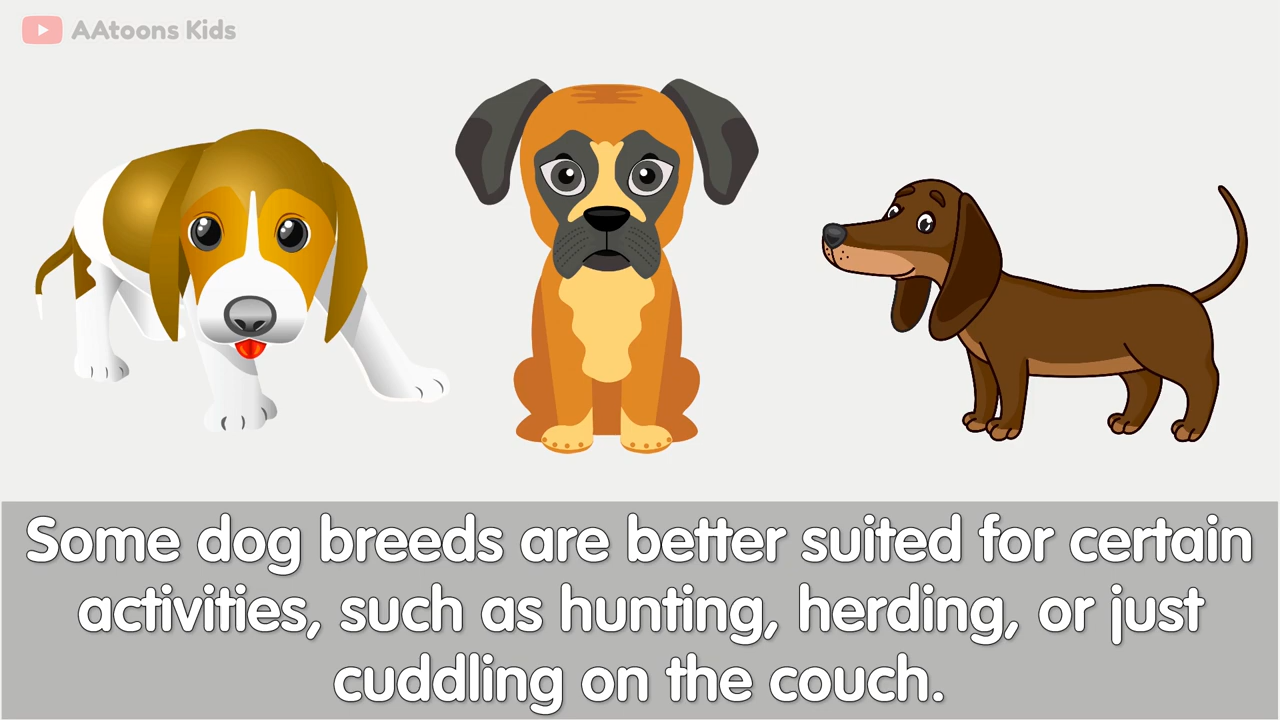 AAtoons Kids
Some dog breeds are better suited for certain
activities, such as hunting, herding, or just
cuddling on the couch.